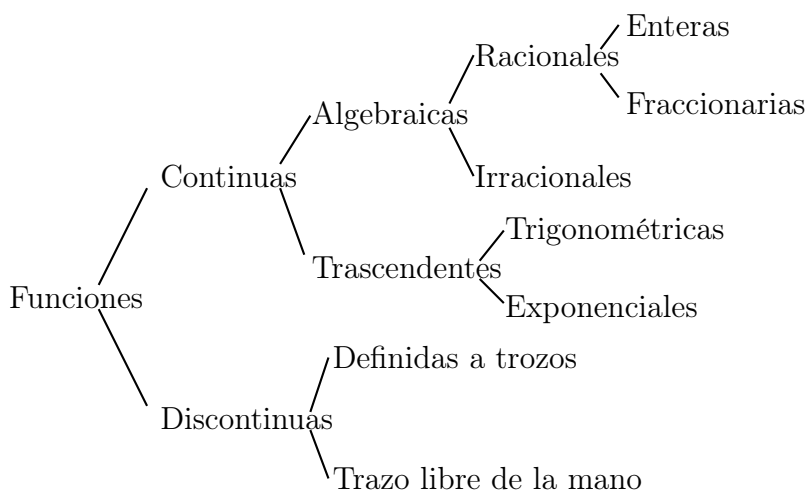 Enteras
Racionales
Fraccionarias
Algebraicas
Continuas
Irracionales
Trigonométricas
Trascendentes
Funciones
Exponenciales
Definidas a trozos
Discontinuas
Trazo libre de la mano